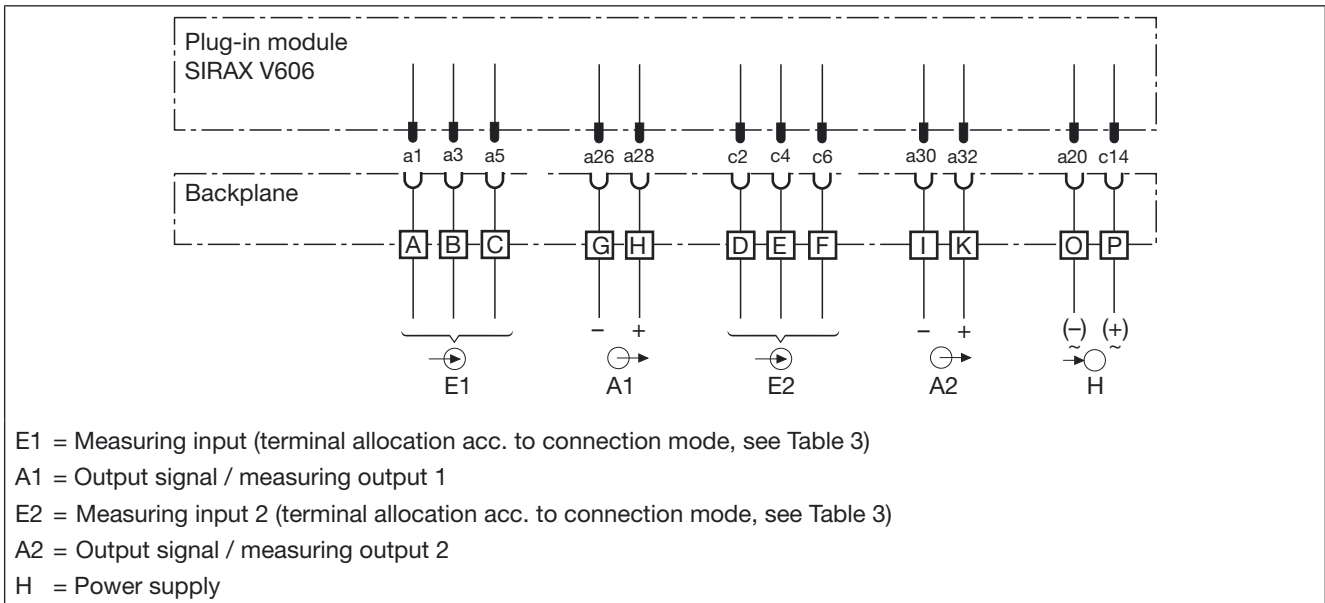 Plug-in module
SIRAX V606
a1 a3 a5 a26 a28 c2 c4 c6 a30 a32 a20 c14
Backplane
A B C G H D E F I K O P
– + – + (–) (+)
~ ~
E1 A1 E2 A2 H
E1 = Measuring input (terminal allocation acc. to connection mode, see Table 3)
A1 = Output signal / measuring output 1
E2 = Measuring input 2 (terminal allocation acc. to connection mode, see Table 3)
A2 = Output signal / measuring output 2
H = Power supply